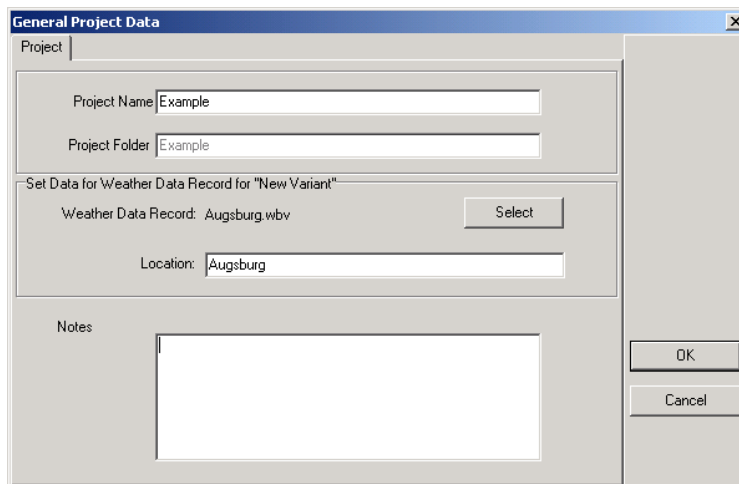 General Project Data
Project
Project Name Example
Project Folder Example
Set Data for Weather Data Record for "New Variant"
Weather Data Record: Augsburg.wbv Select
Location: Augsburg
Notes
OK
Cancel